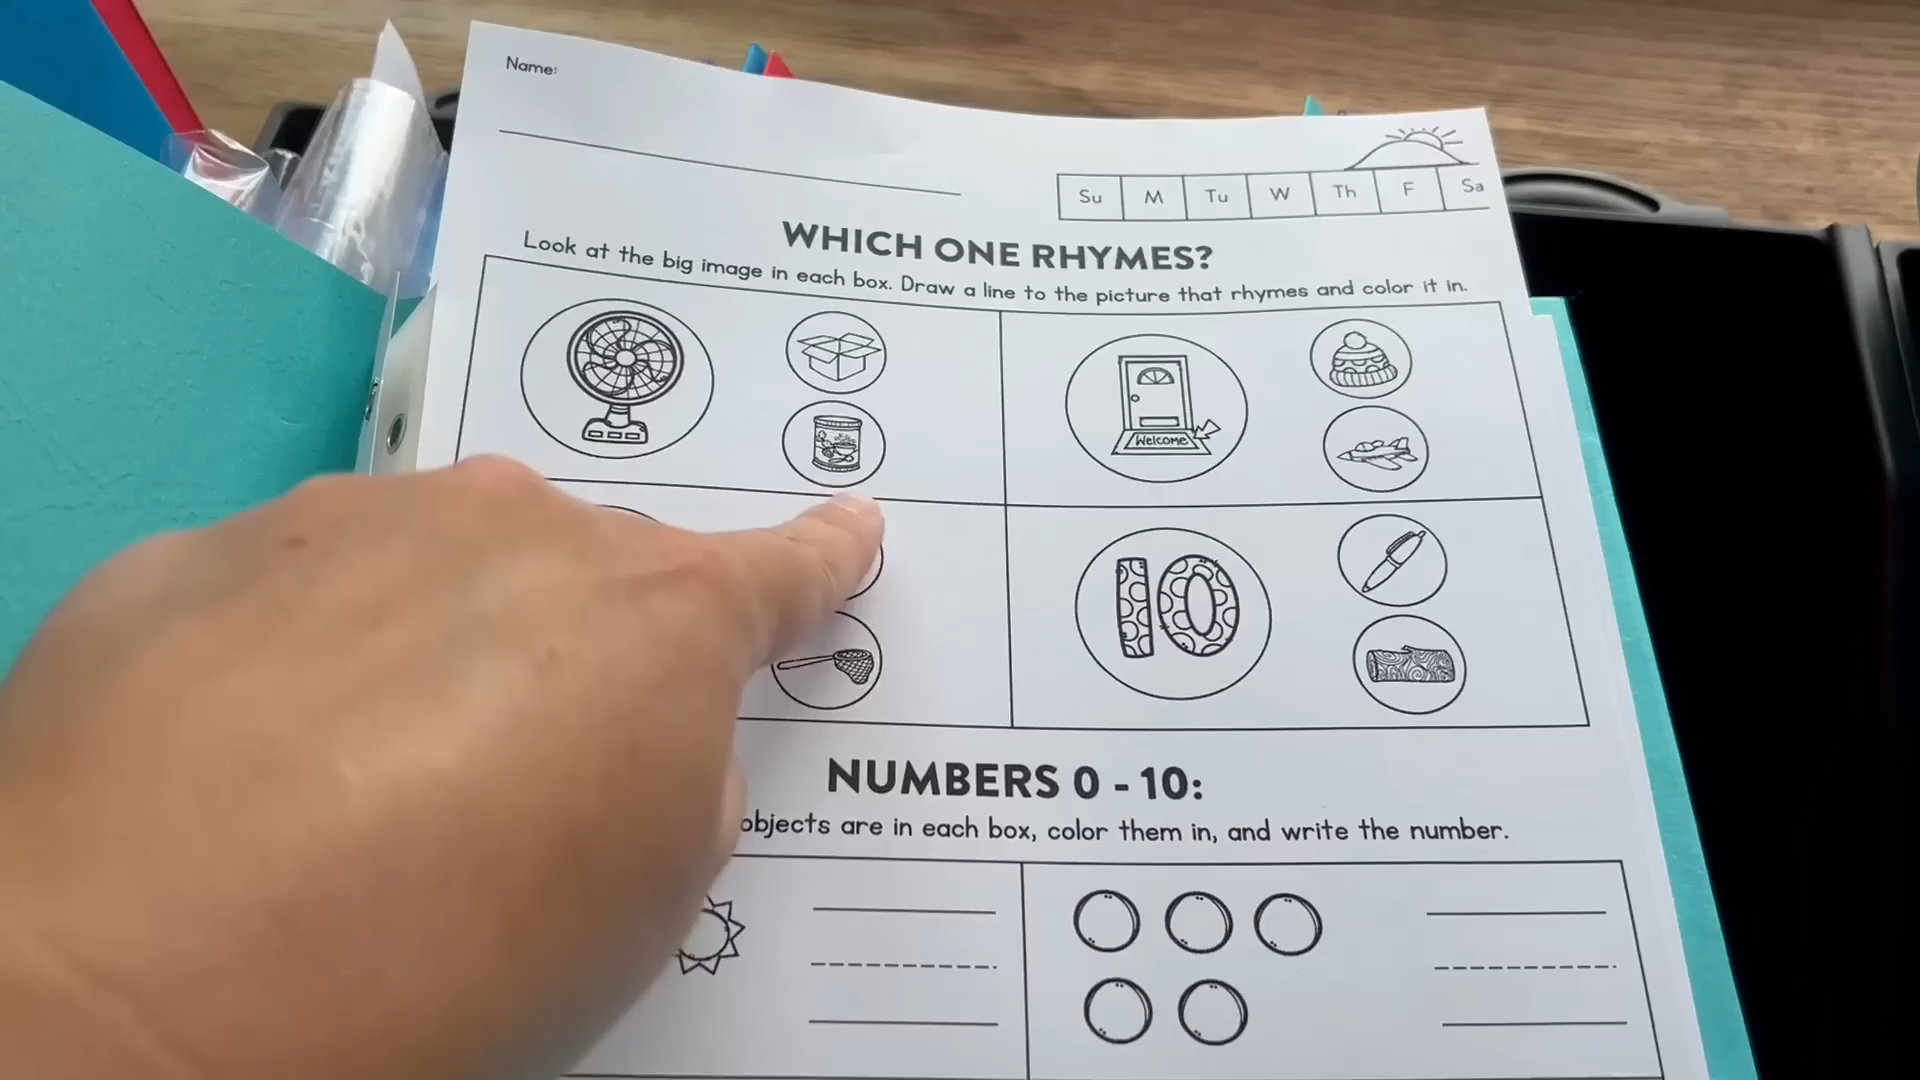 Name:
Su M Tu W Th F Sa
WHICH ONE RHYMES?
Look at the big image in each box. Draw a line to the picture that rhymes and color it in.
Welcome
10
NUMBERS 0 - 10:
objects are in each box, color them in, and write the number.